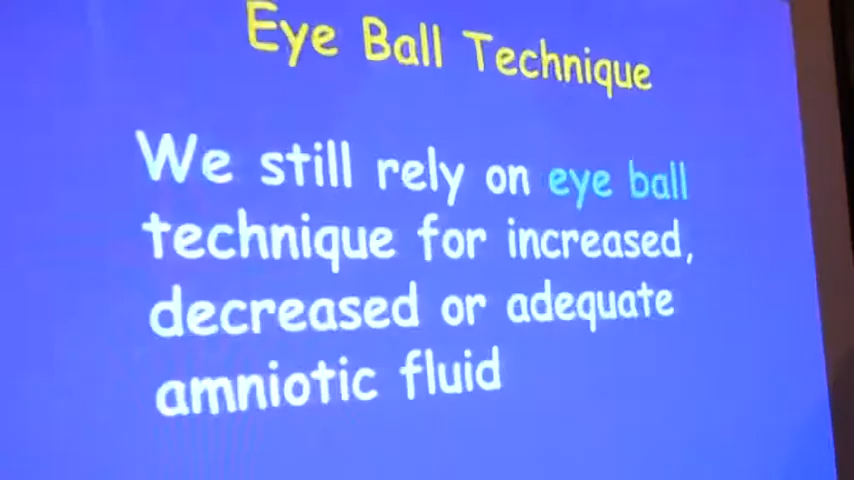 Eye Ball Technique
We still rely on eye ball
technique for increased,
decreased or adequate
amniotic fluid